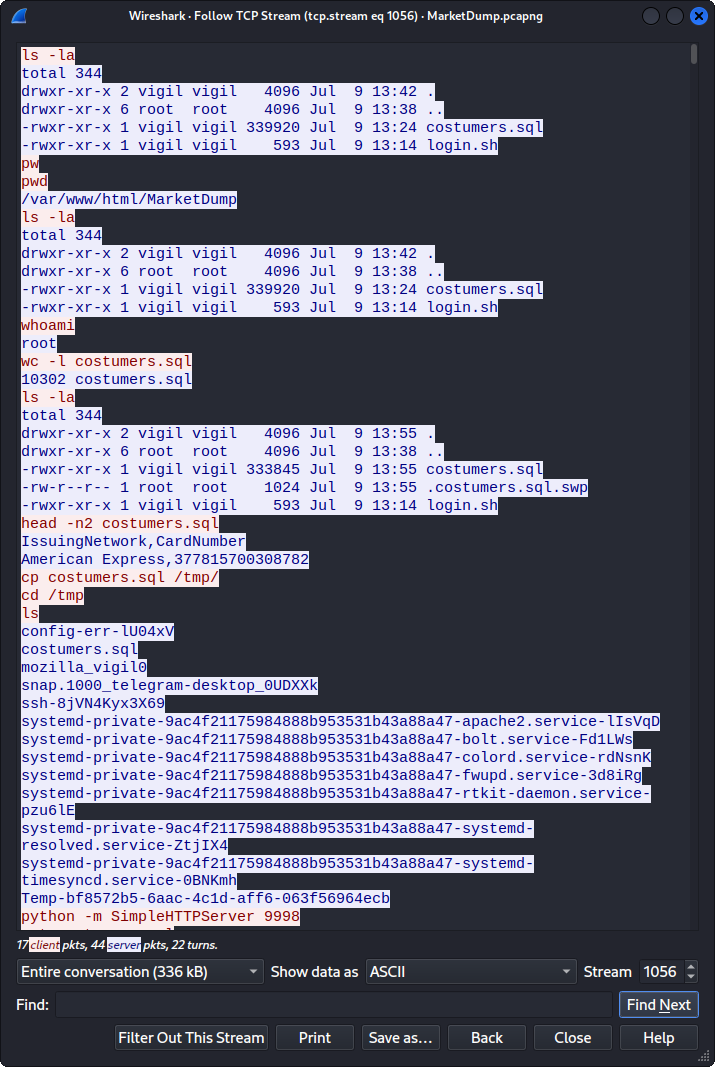 Wireshark · Follow TCP Stream (tcp.stream eq 1056) · MarketDump.pcapng
ls -la
total 344
drwxr-xr-x 2 vigil vigil   4096 Jul  9 13:42 .
drwxr-xr-x 6 root  root    4096 Jul  9 13:38 ..
-rwxr-xr-x 1 vigil vigil 339920 Jul  9 13:24 costumers.sql
-rwxr-xr-x 1 vigil vigil    593 Jul  9 13:14 login.sh
pw
pwd
/var/www/html/MarketDump
ls -la
total 344
drwxr-xr-x 2 vigil vigil   4096 Jul  9 13:42 .
drwxr-xr-x 6 root  root    4096 Jul  9 13:38 ..
-rwxr-xr-x 1 vigil vigil 339920 Jul  9 13:24 costumers.sql
-rwxr-xr-x 1 vigil vigil    593 Jul  9 13:14 login.sh
whoami
root
wc -l costumers.sql
10302 costumers.sql
ls -la
total 344
drwxr-xr-x 2 vigil vigil   4096 Jul  9 13:55 .
drwxr-xr-x 6 root  root    4096 Jul  9 13:38 ..
-rwxr-xr-x 1 vigil vigil 333845 Jul  9 13:55 costumers.sql
-rw-r--r-- 1 root  root    1024 Jul  9 13:55 .costumers.sql.swp
-rwxr-xr-x 1 vigil vigil    593 Jul  9 13:14 login.sh
head -n2 costumers.sql
IssuingNetwork,CardNumber
American Express,377815700308782
cp costumers.sql /tmp/
cd /tmp
ls
config-err-lU04xV
costumers.sql
mozilla_vigil0
snap.1000_telegram-desktop_0UDXXk
ssh-8jVN4Kyx3X69
systemd-private-9ac4f21175984888b953531b43a88a47-apache2.service-lIsVqD
systemd-private-9ac4f21175984888b953531b43a88a47-bolt.service-Fd1LWs
systemd-private-9ac4f21175984888b953531b43a88a47-colord.service-rdNsnK
systemd-private-9ac4f21175984888b953531b43a88a47-fwupd.service-3d8iRg
systemd-private-9ac4f21175984888b953531b43a88a47-rtkit-daemon.service-
pzu6lE
systemd-private-9ac4f21175984888b953531b43a88a47-systemd-
resolved.service-ZtjIX4
systemd-private-9ac4f21175984888b953531b43a88a47-systemd-
timesyncd.service-0BNKmh
Temp-bf8572b5-6aac-4c1d-aff6-063f56964ecb
python -m SimpleHTTPServer 9998
17 client pkts, 44 server pkts, 22 turns.
Entire conversation (336 kB) Show data as ASCII Stream 1056
Find: Find Next
Filter Out This Stream Print Save as… Back Close Help